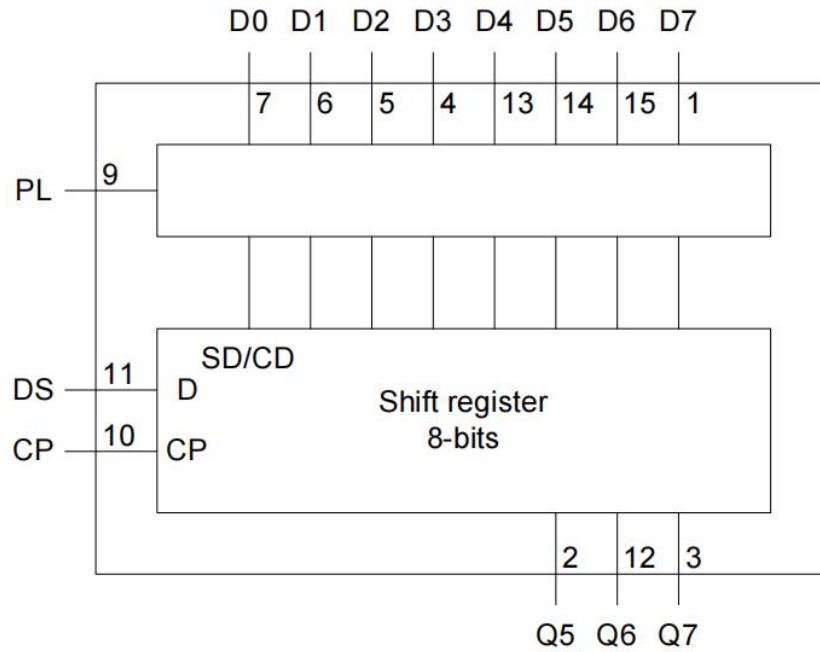 D0 D1 D2 D3 D4 D5 D6 D7
7 6 5 4 13 14 15 1
PL 9
SD/CD
DS 11 D
Shift register
8-bits
CP 10 CP
2 12 3
Q5 Q6 Q7